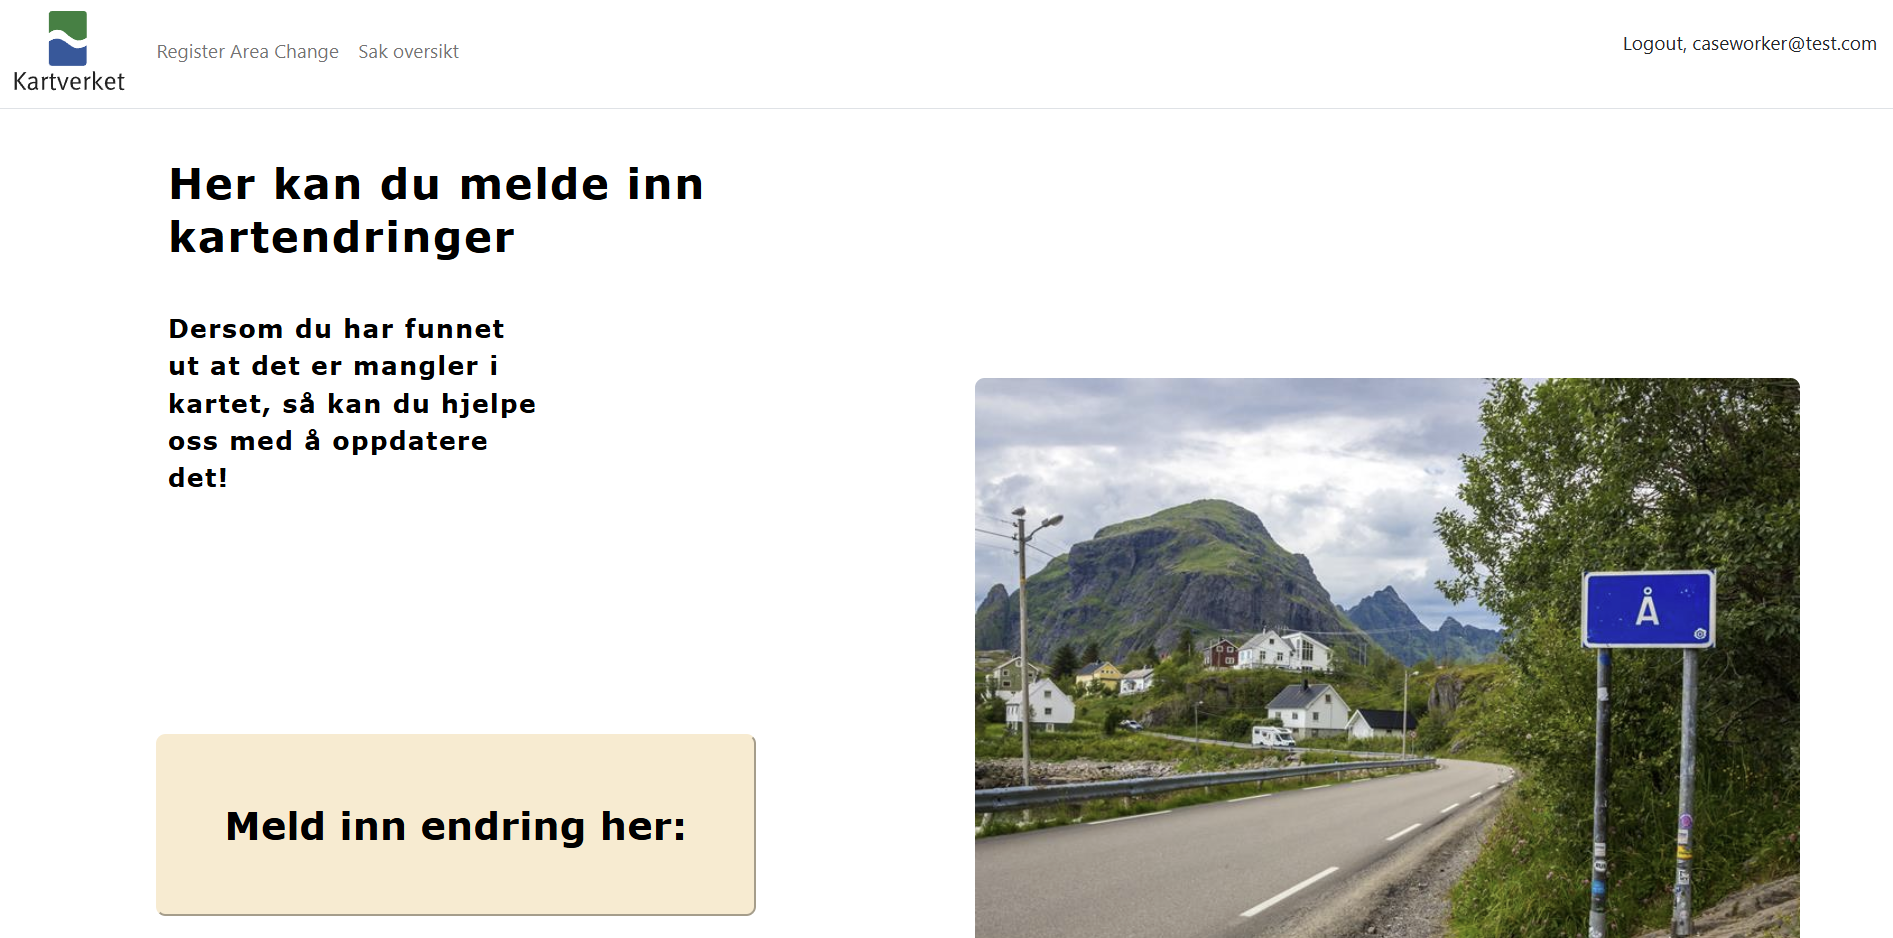 Kartverket
Register Area Change
Sak oversikt
Logout, caseworker@test.com
Her kan du melde inn
kartendringer
Dersom du har funnet
ut at det er mangler i
kartet, så kan du hjelpe
oss med å oppdatere
det!
Meld inn endring her:
Å